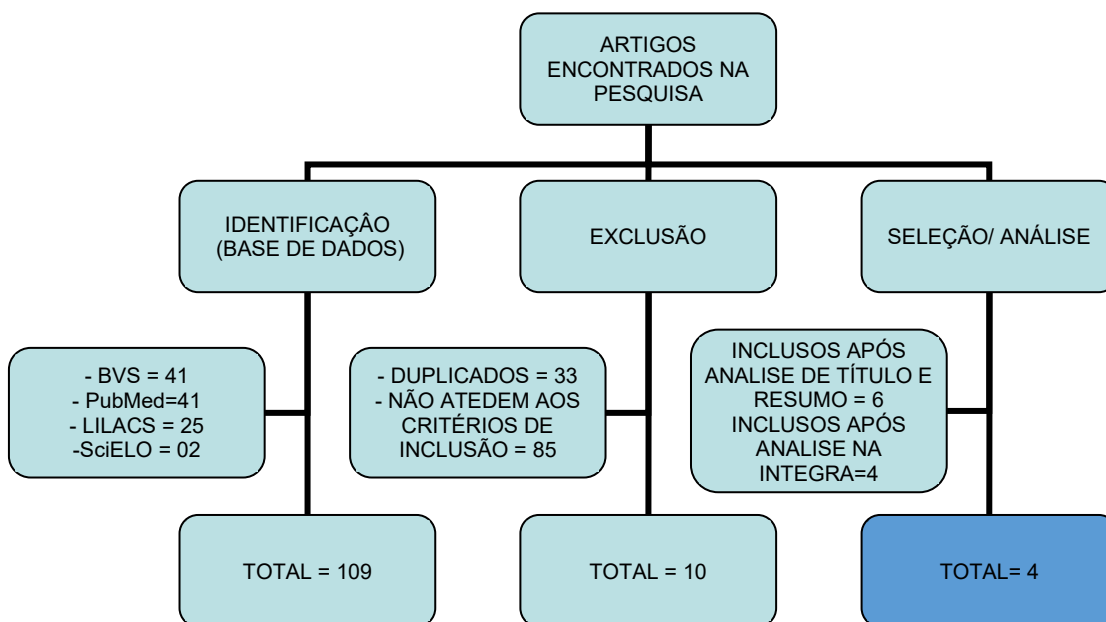 ARTIGOS
ENCONTRADOS NA
PESQUISA
IDENTIFICAÇÂO
(BASE DE DADOS)
EXCLUSÃO
SELEÇÃO/ ANÁLISE
- BVS = 41
- PubMed=41
- LILACS = 25
-SciELO = 02
- DUPLICADOS = 33
- NÃO ATEDEM AOS
CRITÉRIOS DE
INCLUSÃO = 85
INCLUSOS APÓS
ANALISE DE TÍTULO E
RESUMO = 6
INCLUSOS APÓS
ANALISE NA
INTEGRA=4
TOTAL = 109
TOTAL = 10
TOTAL= 4